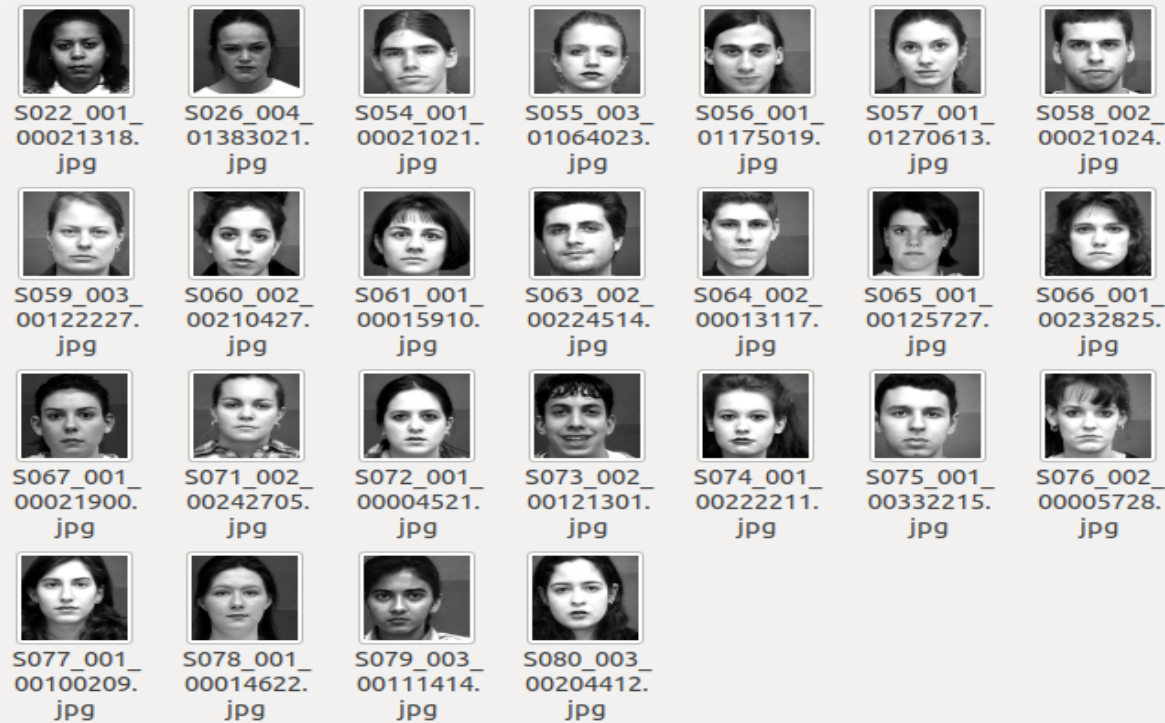 S022_001_ S026_004_ S054_001_ S055_003_ S056_001_ S057_001_ S058_002_
00021318. 01383021. 00021021. 01064023. 01175019. 01270613. 00021024.
jpg jpg jpg jpg jpg jpg jpg
S059_003_ S060_002_ S061_001_ S063_002_ S064_002_ S065_001_ S066_001_
00122227. 00210427. 00015910. 00224514. 00013117. 00125727. 00232825.
jpg jpg jpg jpg jpg jpg jpg
S067_001_ S071_002_ S072_001_ S073_002_ S074_001_ S075_001_ S076_002_
00021900. 00242705. 00004521. 00121301. 00222211. 00332215. 00005728.
jpg jpg jpg jpg jpg jpg jpg
S077_001_ S078_001_ S079_003_ S080_003_
00100209. 00014622. 00111414. 00204412.
jpg jpg jpg jpg